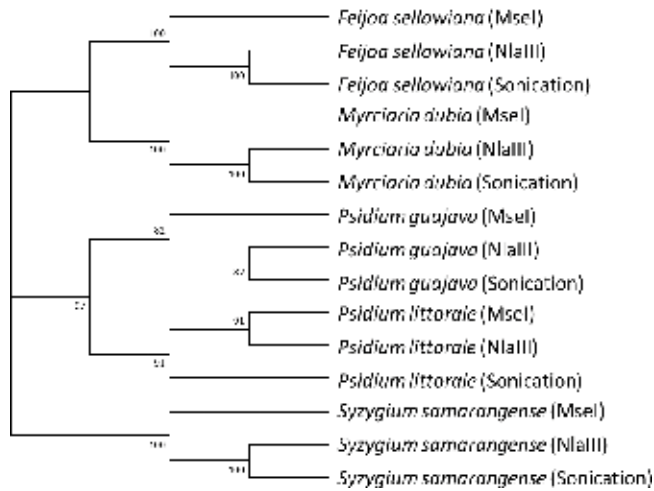 Feijoa sellowiana (MseI)
100
Feijoa sellowiana (NlaIII)
100
Feijoa sellowiana (Sonication)
Myrciaria dubia (MseI)
100
Myrciaria dubia (NlaIII)
100
Myrciaria dubia (Sonication)
Psidium guajava (MseI)
82
Psidium guajava (NlaIII)
Psidium guajava (Sonication)
Psidium littorale (MseI)
91
Psidium littorale (NlaIII)
Psidium littorale (Sonication)
Syzygium samarangense (MseI)
100
Syzygium samarangense (NlaIII)
100
Syzygium samarangense (Sonication)